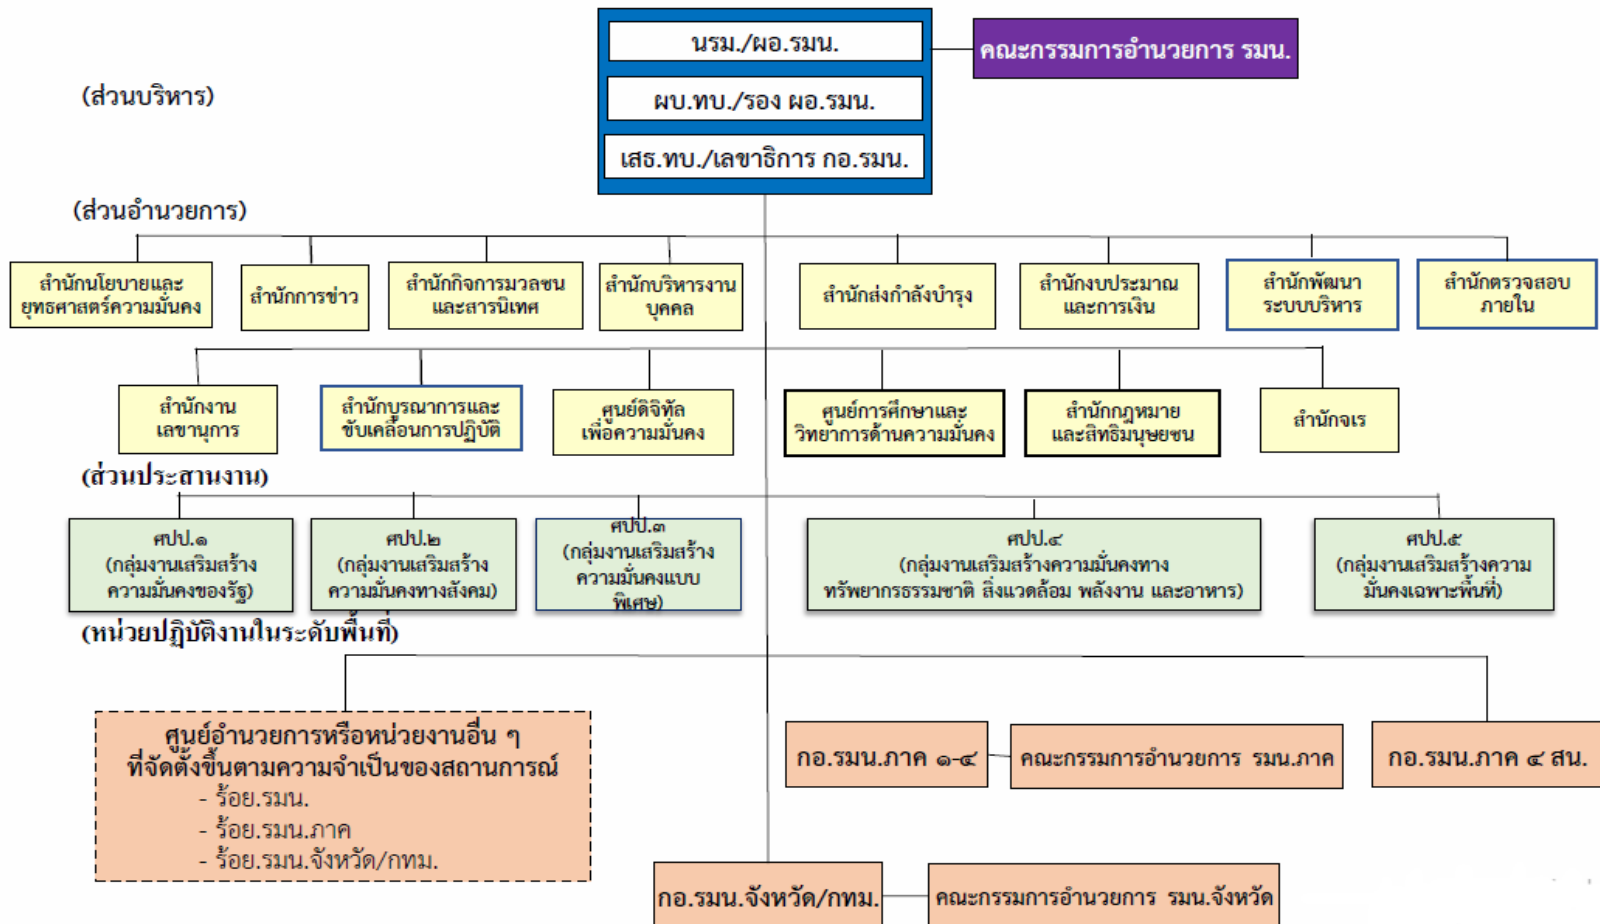 นรม./ผอ.รมน.
คณะกรรมการอำนวยการ รมน.
(ส่วนบริหาร)
ผบ.ทบ./รอง ผอ.รมน.
เสธ.ทบ./เลขาธิการ กอ.รมน.
(ส่วนอำนวยการ)
สำนักนโยบายและ
ยุทธศาสตร์ความมั่นคง
สำนักการข่าว
สำนักกิจการมวลชน
และสารนิเทศ
สำนักบริหารงาน
บุคคล
สำนักส่งกำลังบำรุง
สำนักงบประมาณ
และการเงิน
สำนักพัฒนา
ระบบบริหาร
สำนักตรวจสอบ
ภายใน
สำนักงาน
เลขานุการ
สำนักบูรณาการและ
ขับเคลื่อนการปฏิบัติ
ศูนย์ดิจิทัล
เพื่อความมั่นคง
ศูนย์การศึกษาและ
วิทยาการด้านความมั่นคง
สำนักกฎหมาย
และสิทธิมนุษยชน
สำนักจเร
(ส่วนประสานงาน)
ศปป.๑
(กลุ่มงานเสริมสร้าง
ความมั่นคงของรัฐ)
ศปป.๒
(กลุ่มงานเสริมสร้าง
ความมั่นคงทางสังคม)
ศปป.๓
(กลุ่มงานเสริมสร้าง
ความมั่นคงแบบ
พิเศษ)
ศปป.๔
(กลุ่มงานเสริมสร้างความมั่นคงทาง
ทรัพยากรธรรมชาติ สิ่งแวดล้อม พลังงาน และอาหาร)
ศปป.๕
(กลุ่มงานเสริมสร้างความ
มั่นคงเฉพาะพื้นที่)
(หน่วยปฏิบัติงานในระดับพื้นที่)
ศูนย์อำนวยการหรือหน่วยงานอื่น ๆ
ที่จัดตั้งขึ้นตามความจำเป็นของสถานการณ์
- ร้อย.รมน.
- ร้อย.รมน.ภาค
- ร้อย.รมน.จังหวัด/กทม.
กอ.รมน.ภาค ๑-๔
คณะกรรมการอำนวยการ รมน.ภาค
กอ.รมน.ภาค ๔ สน.
กอ.รมน.จังหวัด/กทม.
คณะกรรมการอำนวยการ รมน.จังหวัด